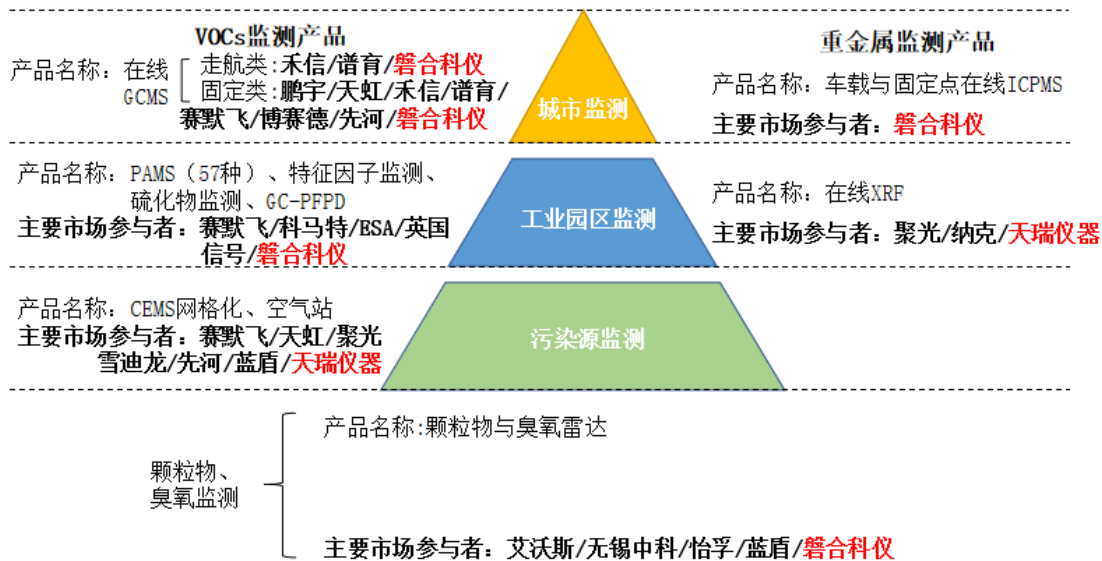 VOCs监测产品
产品名称：在线GCMS
走航类:禾信/谱育/磐合科仪
固定类:鹏宇/天虹/禾信/谱育/
赛默飞/博赛德/先河/磐合科仪
城市监测
重金属监测产品
产品名称：车载与固定点在线ICPMS
主要市场参与者：磐合科仪
产品名称：PAMS（57种）、特征因子监测、
硫化物监测、GC-PFPD
主要市场参与者：赛默飞/科马特/ESA/英国
信号/磐合科仪
工业园区监测
产品名称：在线XRF
主要市场参与者：聚光/纳克/天瑞仪器
产品名称：CEMS网格化、空气站
主要市场参与者：赛默飞/天虹/聚光
雪迪龙/先河/蓝盾/天瑞仪器
污染源监测
颗粒物、
臭氧监测
产品名称:颗粒物与臭氧雷达
主要市场参与者：艾沃斯/无锡中科/怡孚/蓝盾/磐合科仪